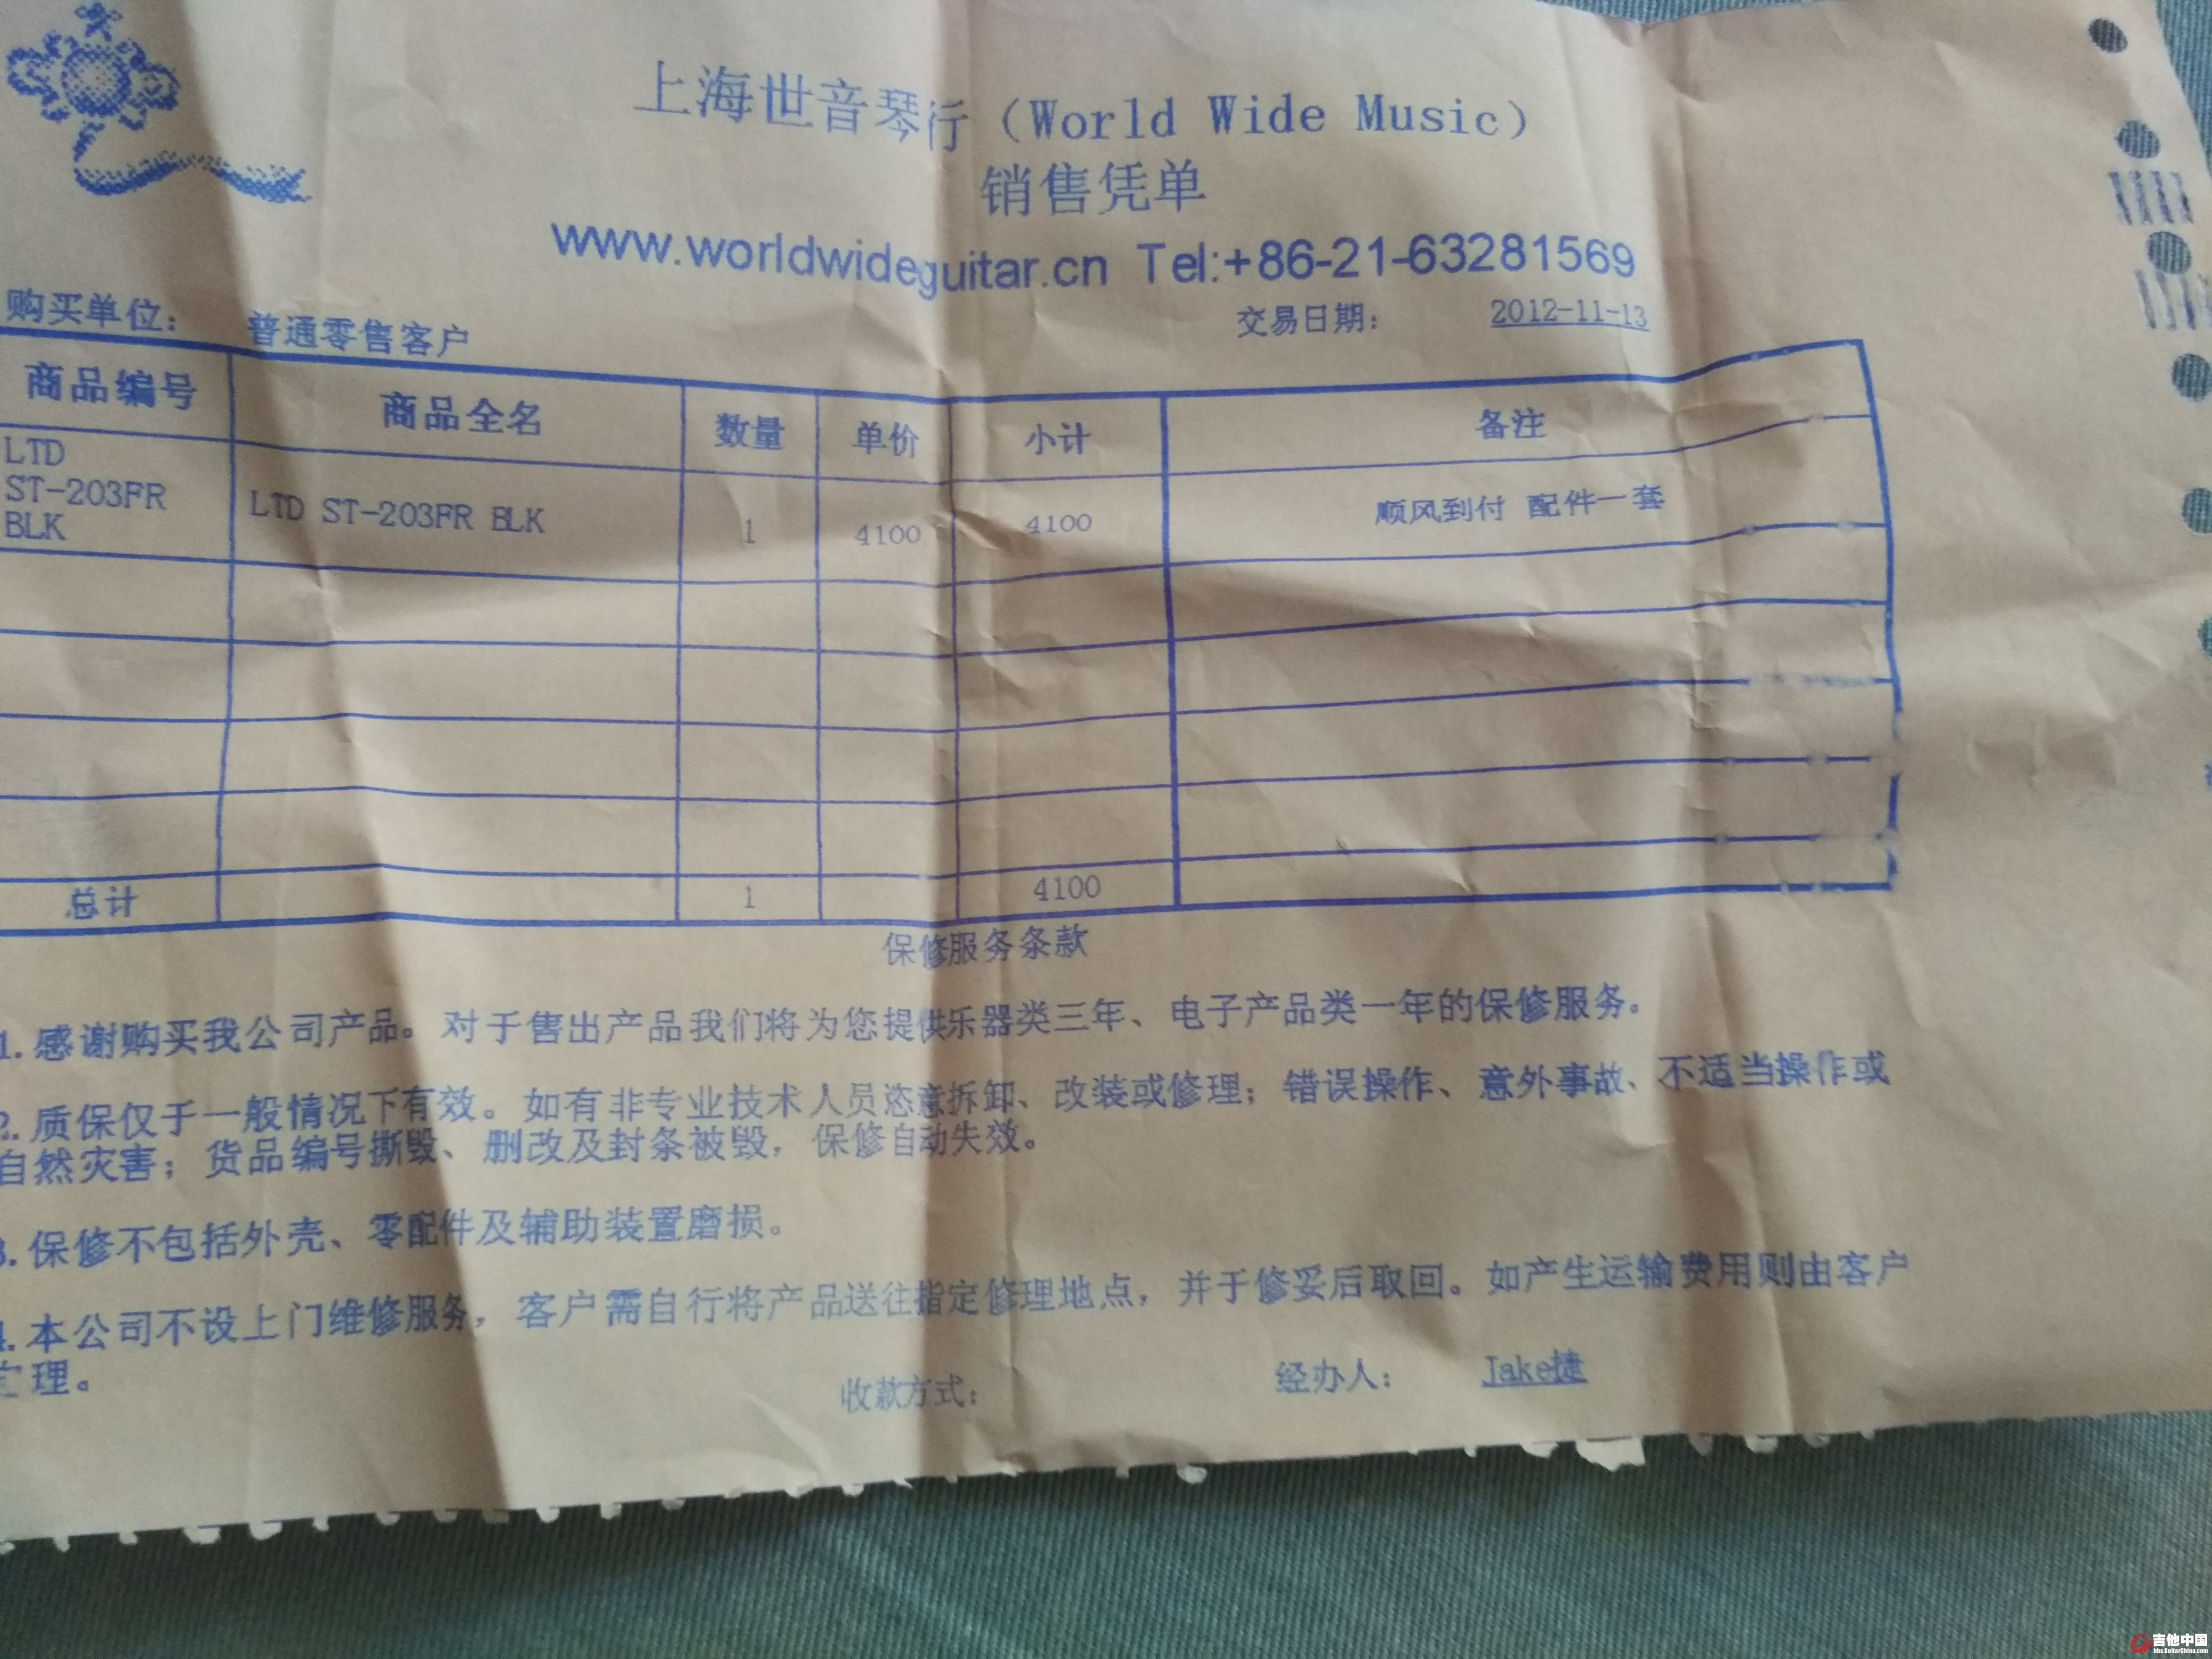 上海世音琴行（World Wide Music）
销售凭单
www.worldwideguitar.cn Tel:+86-21-63281569
购买单位： 普通零售客户 交易日期： 2012-11-13
商品编号 商品全名 数量 单价 小计 备注
LTD
ST-203FR
BLK
LTD ST-203FR BLK 1 4100 4100 顺风到付 配件一套
总计 1 4100
保修服务条款
1.感谢购买我公司产品。对于售出产品我们将为您提供乐器类三年、电子产品类一年的保修服务。
2.质保仅于一般情况下有效。如有非专业技术人员恣意拆卸、改装或修理；错误操作、意外事故、不适当操作或
自然灾害；货品编号撕毁、删改及封条被毁，保修自动失效。
3.保修不包括外壳、零配件及辅助装置磨损。
4.本公司不设上门维修服务，客户需自行将产品送往指定修理地点，并于修妥后取回。如产生运输费用则由客户
理。
收款方式： 经办人： Jake捷
吉他中国
bbs.GuitarChina.com